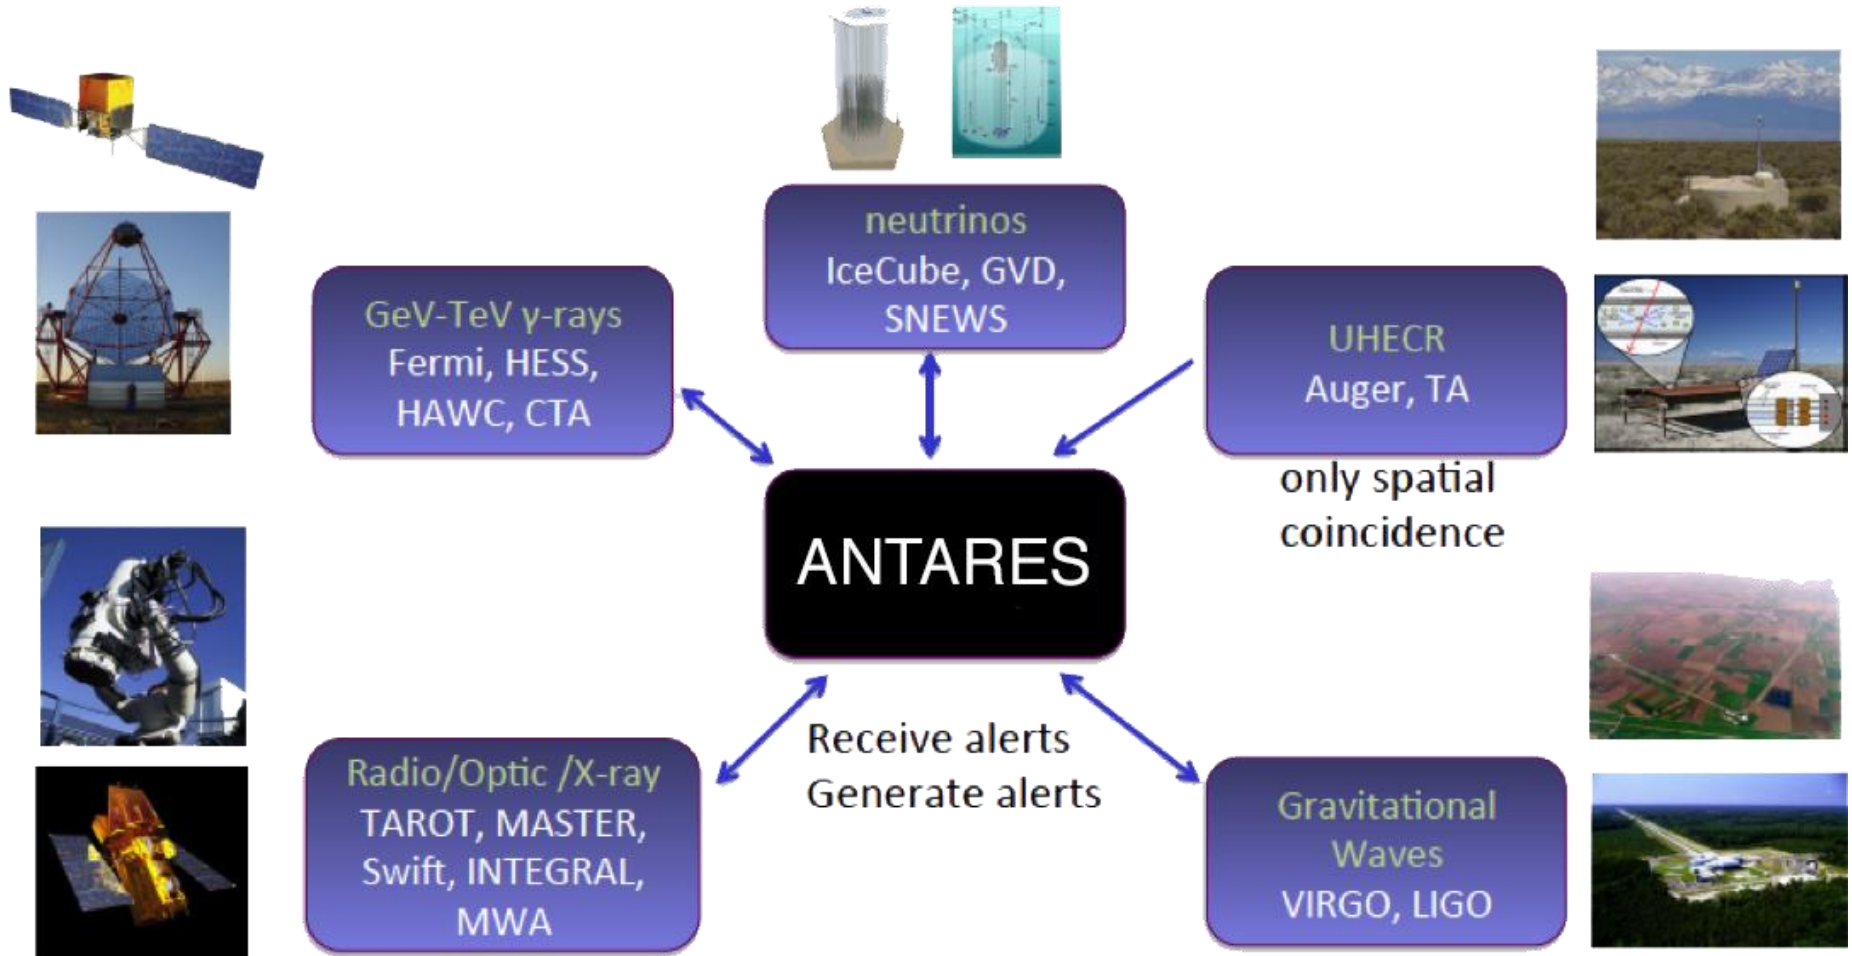 neutrinos
IceCube, GVD,
SNEWS
GeV-TeV γ-rays
Fermi, HESS,
HAWC, CTA
UHECR
Auger, TA
only spatial
coincidence
ANTARES
Receive alerts
Generate alerts
Radio/Optic /X-ray
TAROT, MASTER,
Swift, INTEGRAL,
MWA
Gravitational
Waves
VIRGO, LIGO